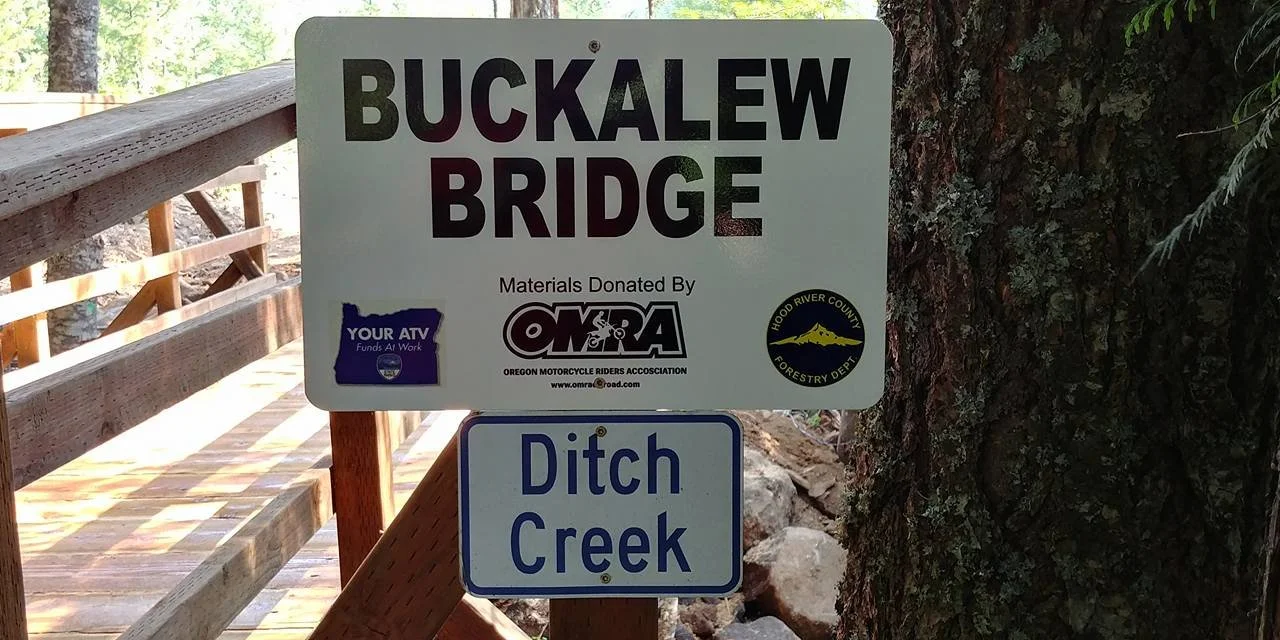 BUCKALEW
BRIDGE
Materials Donated By
YOUR ATV
Funds At Work
OMRA
OREGON MOTORCYCLE RIDERS ACCOSCIATION
HOOD RIVER COUNTY
FORESTRY DEPT.
Ditch
Creek